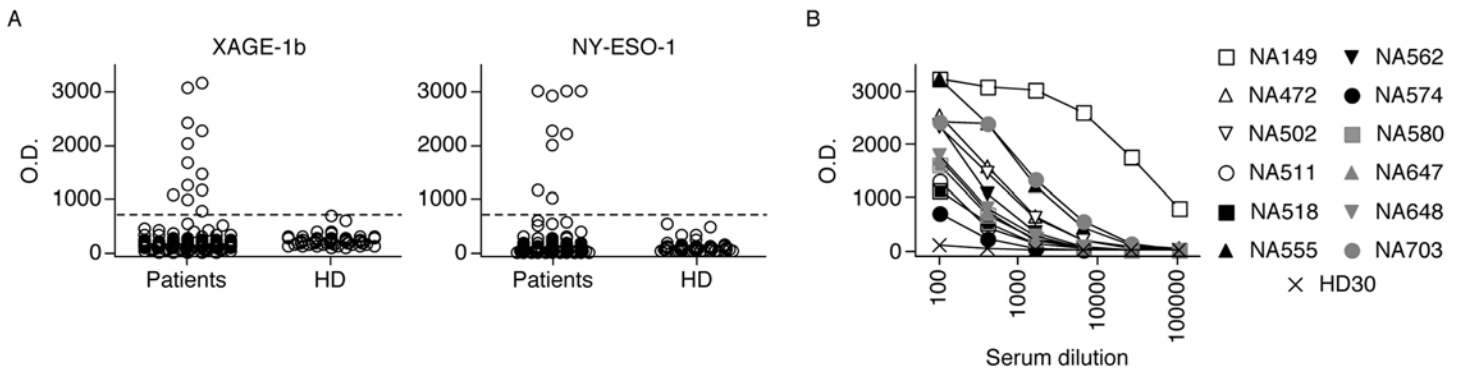 A
B
XAGE-1b
NY-ESO-1
O.D.
3000
2000
1000
0
Patients
HD
3000
2000
1000
0
Patients
HD
O.D.
3000
2000
1000
0
100
1000
10000
100000
Serum dilution
NA149
NA472
NA502
NA511
NA518
NA555
NA562
NA574
NA580
NA647
NA648
NA703
HD30